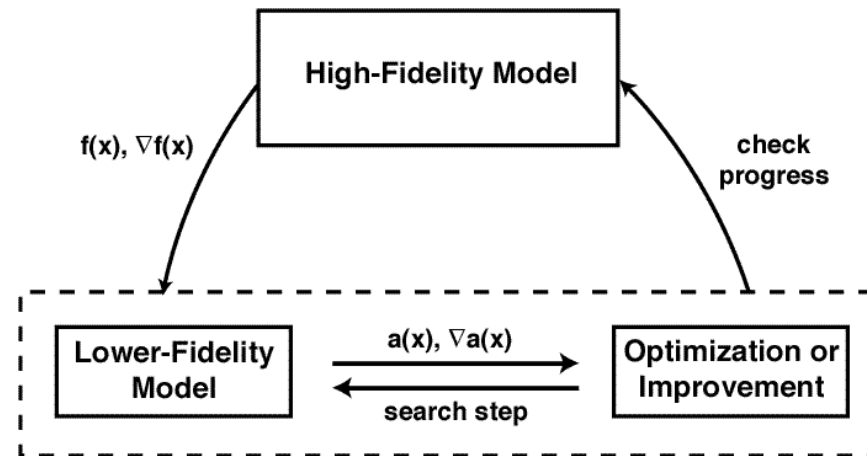 High-Fidelity Model
f(x), ∇f(x)
check
progress
Lower-Fidelity
Model
a(x), ∇a(x)
search step
Optimization or
Improvement